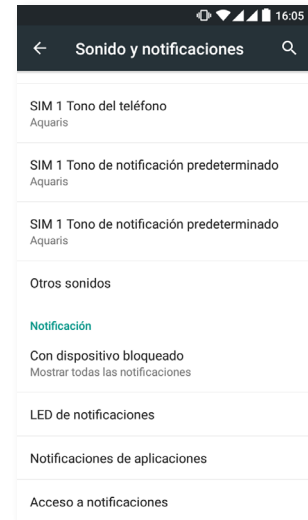 16:05
Sonido y notificaciones
SIM 1 Tono del teléfono
Aquaris
SIM 1 Tono de notificación predeterminado
Aquaris
SIM 1 Tono de notificación predeterminado
Aquaris
Otros sonidos
Notificación
Con dispositivo bloqueado
Mostrar todas las notificaciones
LED de notificaciones
Notificaciones de aplicaciones
Acceso a notificaciones